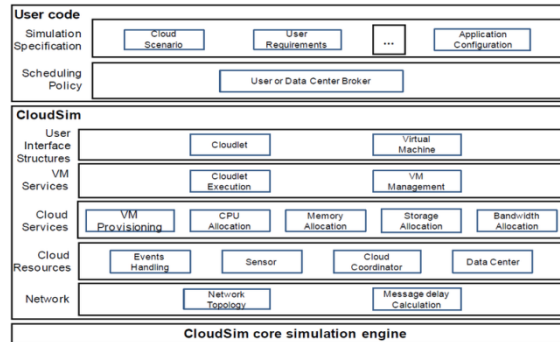 User code
Simulation
Specification
Cloud
Scenario
User
Requirements
...
Application
Configuration
Scheduling
Policy
User or Data Center Broker
CloudSim
User
Interface
Structures
Cloudlet
Virtual
Machine
VM
Services
Cloudlet
Execution
VM
Management
Cloud
Services
VM
Provisioning
CPU
Allocation
Memory
Allocation
Storage
Allocation
Bandwidth
Allocation
Cloud
Resources
Events
Handling
Sensor
Cloud
Coordinator
Data Center
Network
Network
Topology
Message delay
Calculation
CloudSim core simulation engine